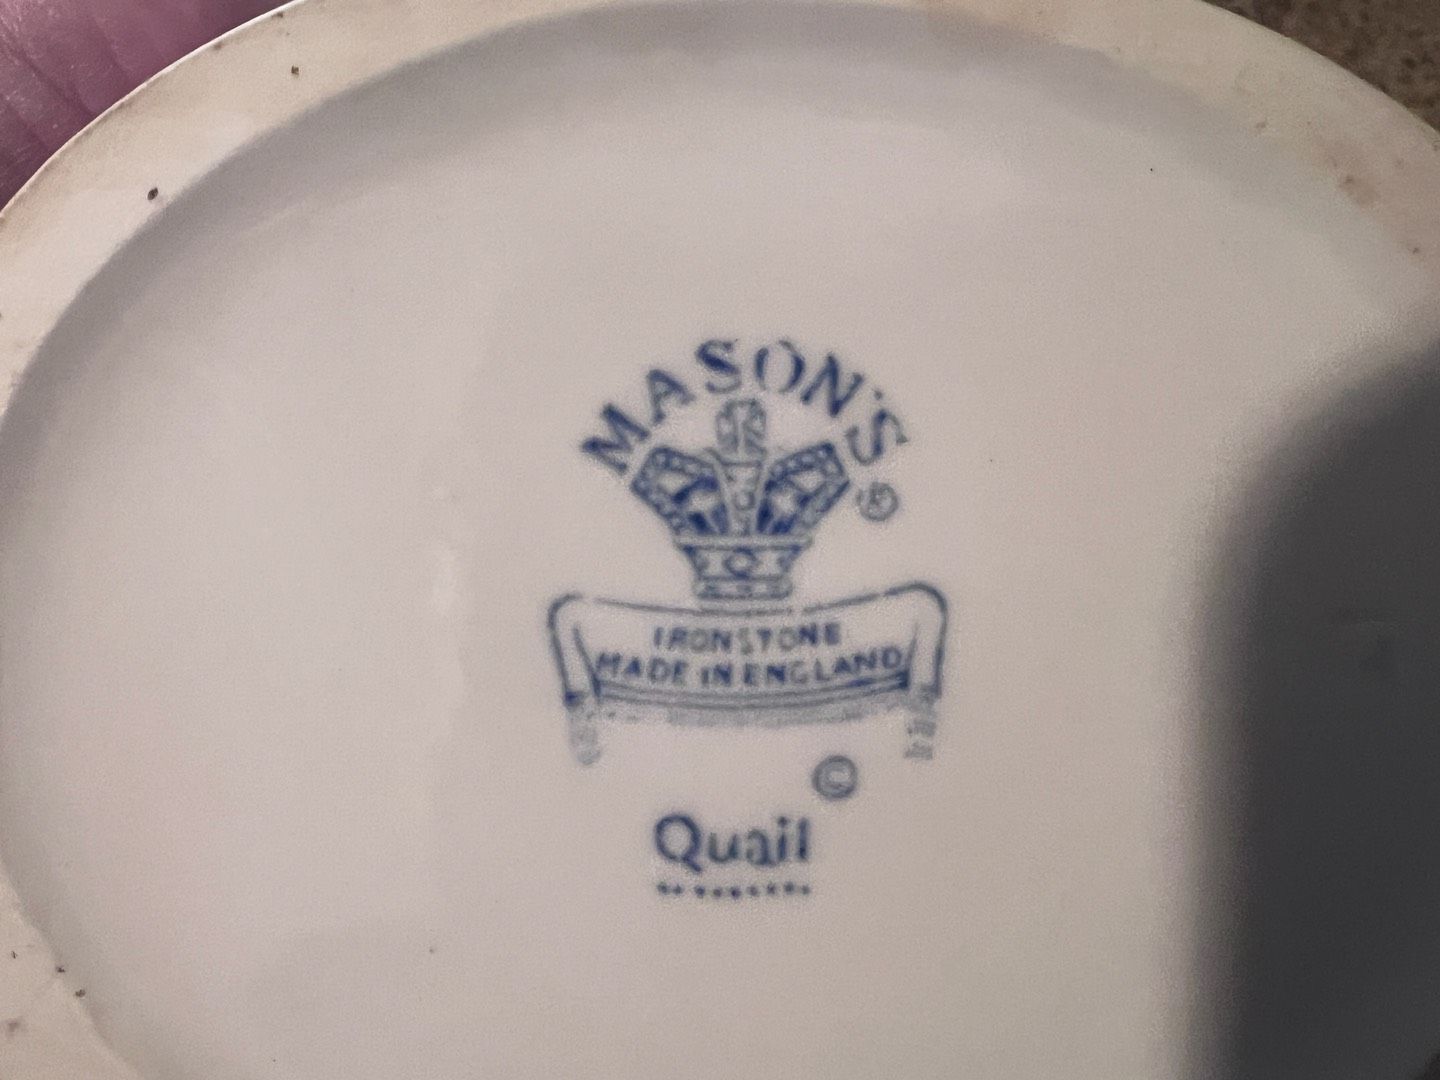 MASON'S
®
IRONSTONE
MADE IN ENGLAND
©
Quail